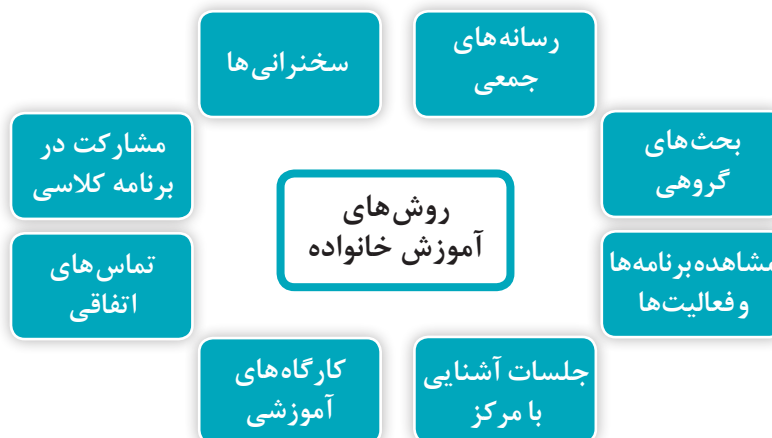 رسانه‌های
جمعی
سخنرانی‌ها
بحث‌های
گروهی
مشارکت در
برنامه کلاسی
روش‌های
آموزش خانواده
مشاهده‌برنامه‌ها
و فعالیت‌ها
تماس‌های
اتفاقی
جلسات آشنایی
با مرکز
کارگاه‌های
آموزشی